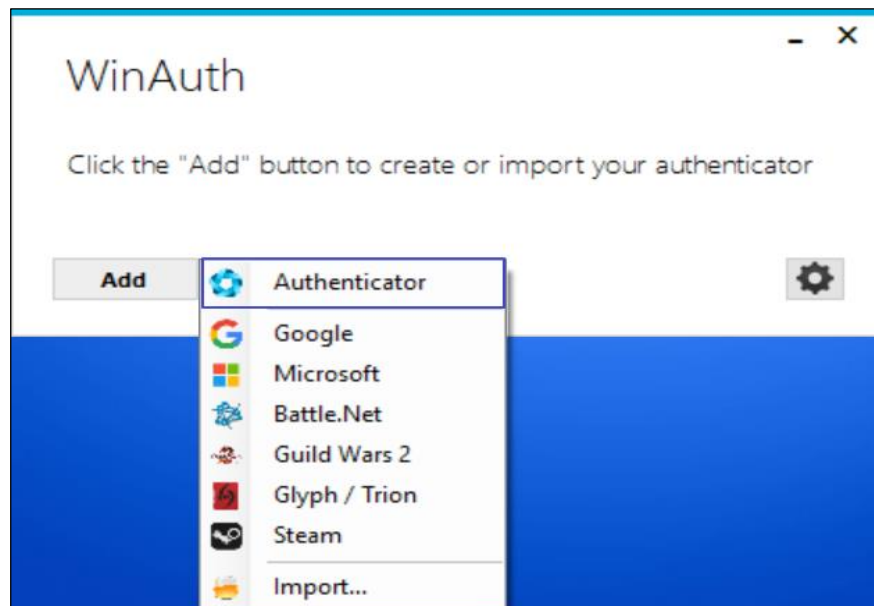 WinAuth
Click the "Add" button to create or import your authenticator
Add
Authenticator
Google
Microsoft
Battle.Net
Guild Wars 2
Glyph / Trion
Steam
Import...